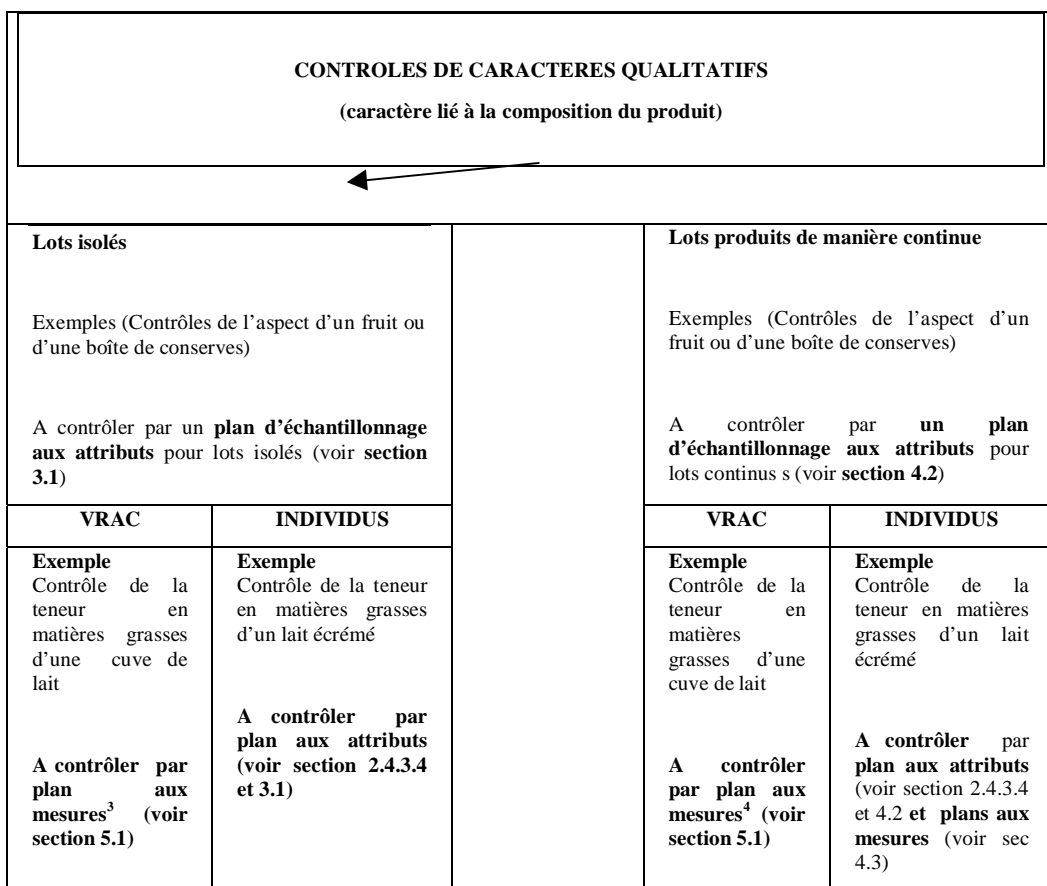 CONTROLES DE CARACTERES QUALITATIFS
(caractère lié à la composition du produit)
Lots isolés
Exemples (Contrôles de l'aspect d'un fruit ou
d'une boîte de conserves)
A contrôler par un plan d'échantillonnage
aux attributs pour lots isolés (voir section
3.1)
Lots produits de manière continue
Exemples (Contrôles de l'aspect d'un
fruit ou d'une boîte de conserves)
A contrôler par un plan
d'échantillonnage aux attributs pour
lots continus s (voir section 4.2)
VRAC
Exemple
Contrôle de la
teneur en
matières grasses
d'une cuve de
lait
A contrôler par
plan aux
mesures³ (voir
section 5.1)
INDIVIDUS
Exemple
Contrôle de la teneur
en matières grasses
d'un lait écrémé
A contrôler par
plan aux attributs
(voir section 2.4.3.4
et 3.1)
VRAC
Exemple
Contrôle de la
teneur en
matières
grasses d'une
cuve de lait
A contrôler
par plan aux
mesures⁴ (voir
section 5.1)
INDIVIDUS
Exemple
Contrôle de la
teneur en matières
grasses d'un lait
écrémé
A contrôler par
plan aux attributs
(voir section 2.4.3.4
et 4.2 et plans aux
mesures (voir sec
4.3)